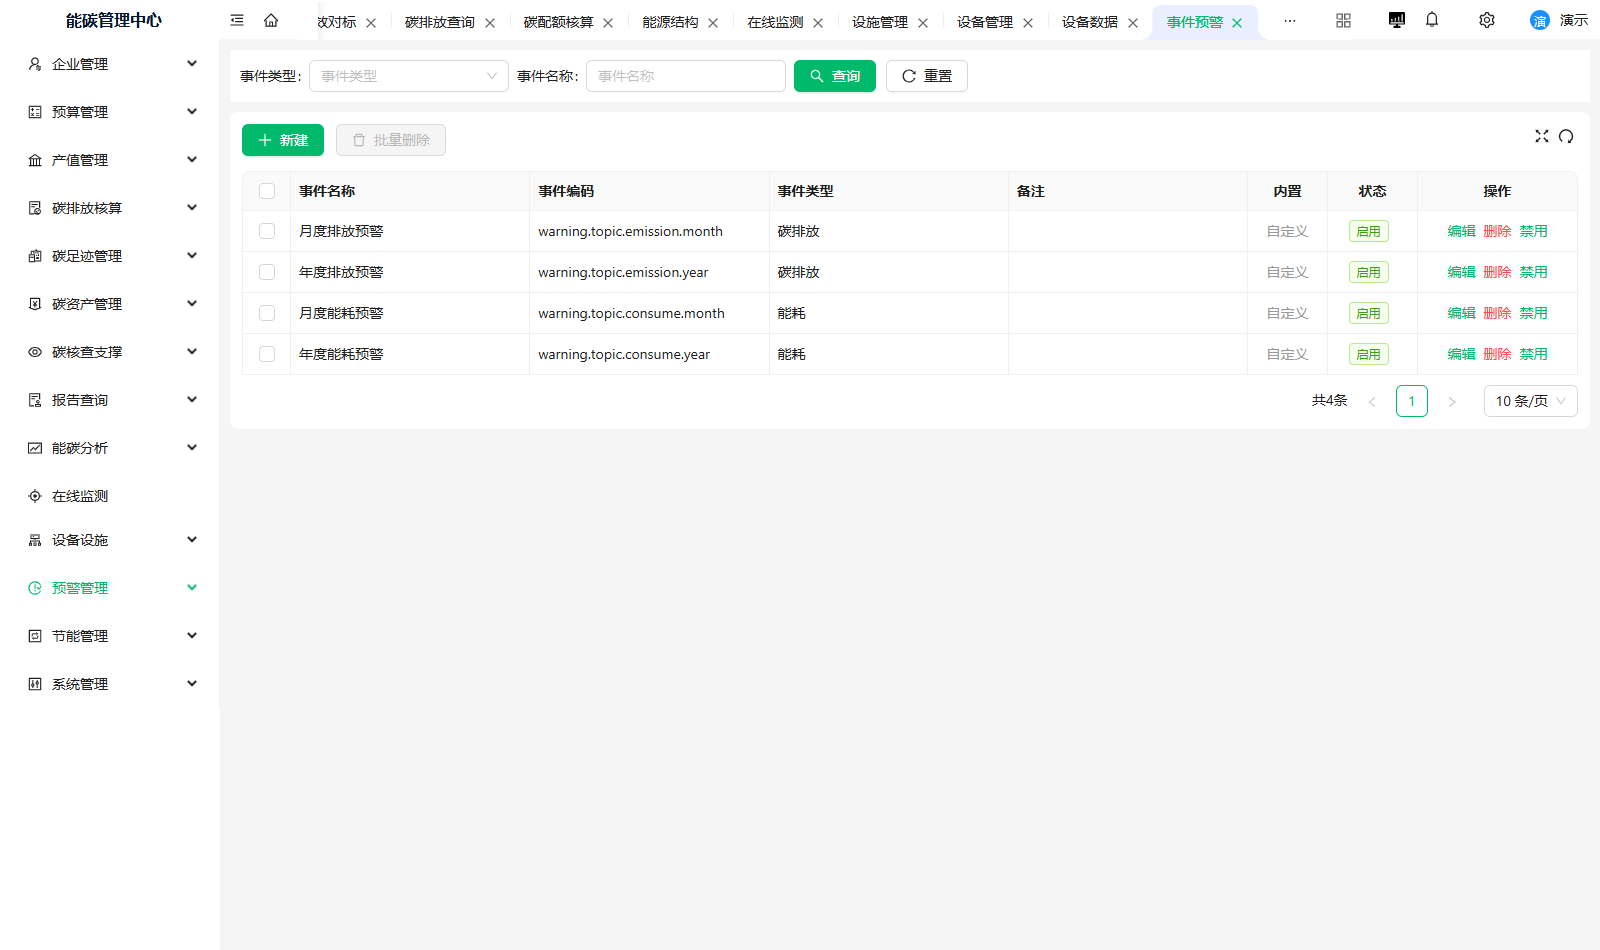 能碳管理中心
效对标
碳排放查询
碳配额核算
能源结构
在线监测
设施管理
设备管理
设备数据
事件预警
演
演示
企业管理
预算管理
产值管理
碳排放核算
碳足迹管理
碳资产管理
碳核查支撑
报告查询
能碳分析
在线监测
设备设施
预警管理
节能管理
系统管理
事件类型: 事件类型 事件名称: 事件名称 查询 重置
新建 批量删除
事件名称 事件编码 事件类型 备注 内置 状态 操作
月度排放预警 warning.topic.emission.month 碳排放 自定义 启用 编辑 删除 禁用
年度排放预警 warning.topic.emission.year 碳排放 自定义 启用 编辑 删除 禁用
月度能耗预警 warning.topic.consume.month 能耗 自定义 启用 编辑 删除 禁用
年度能耗预警 warning.topic.consume.year 能耗 自定义 启用 编辑 删除 禁用
共4条 1 10 条/页